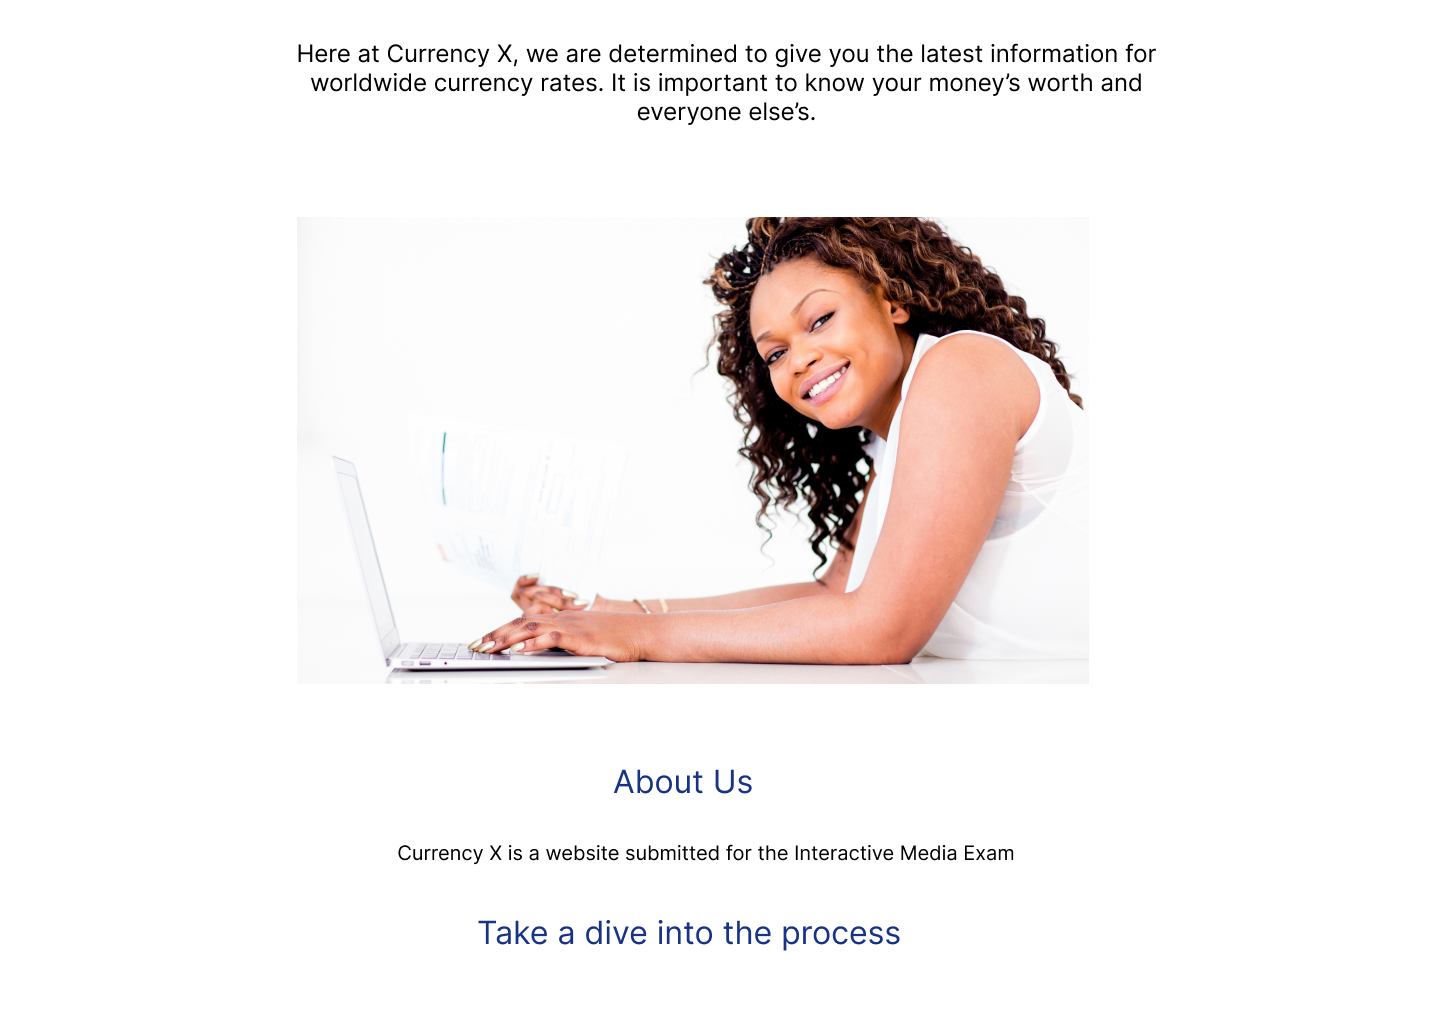 Here at Currency X, we are determined to give you the latest information for
worldwide currency rates. It is important to know your money’s worth and
everyone else’s.
About Us
Currency X is a website submitted for the Interactive Media Exam
Take a dive into the process